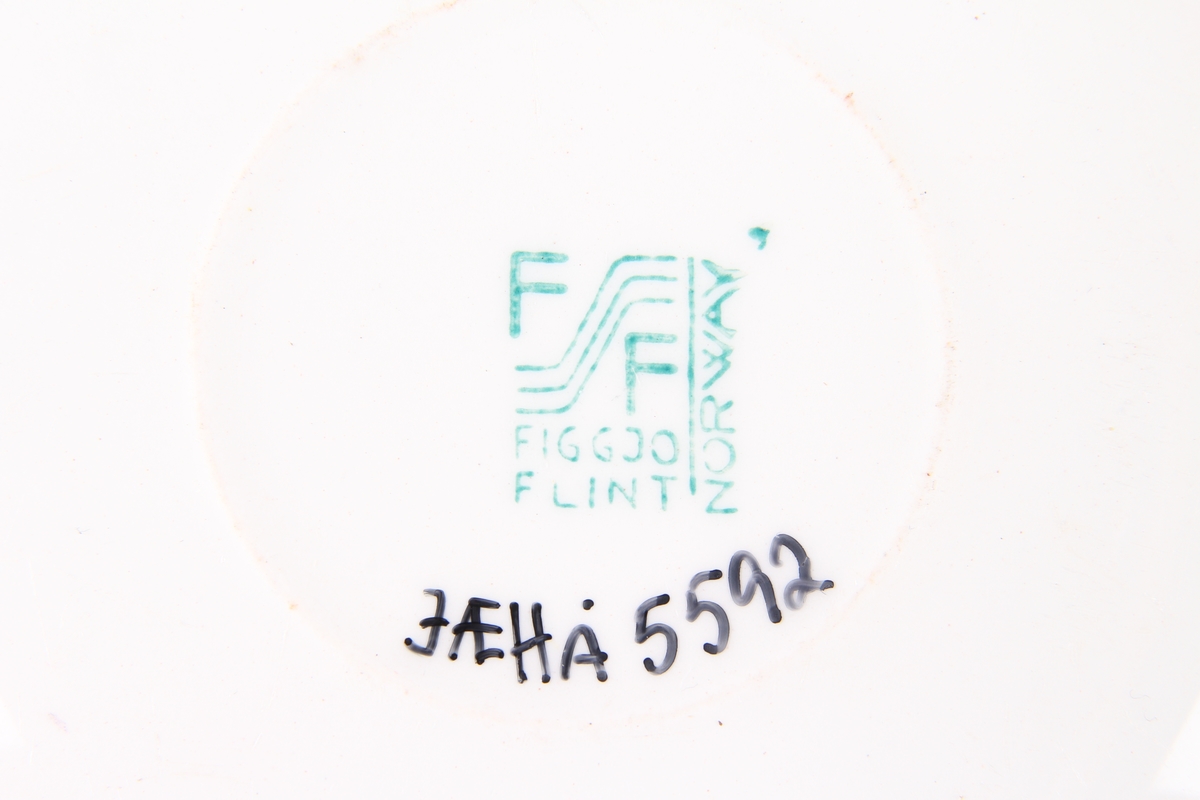 F
F
FIGGJO
FLINT
NORWAY
JÆHÅ 5592